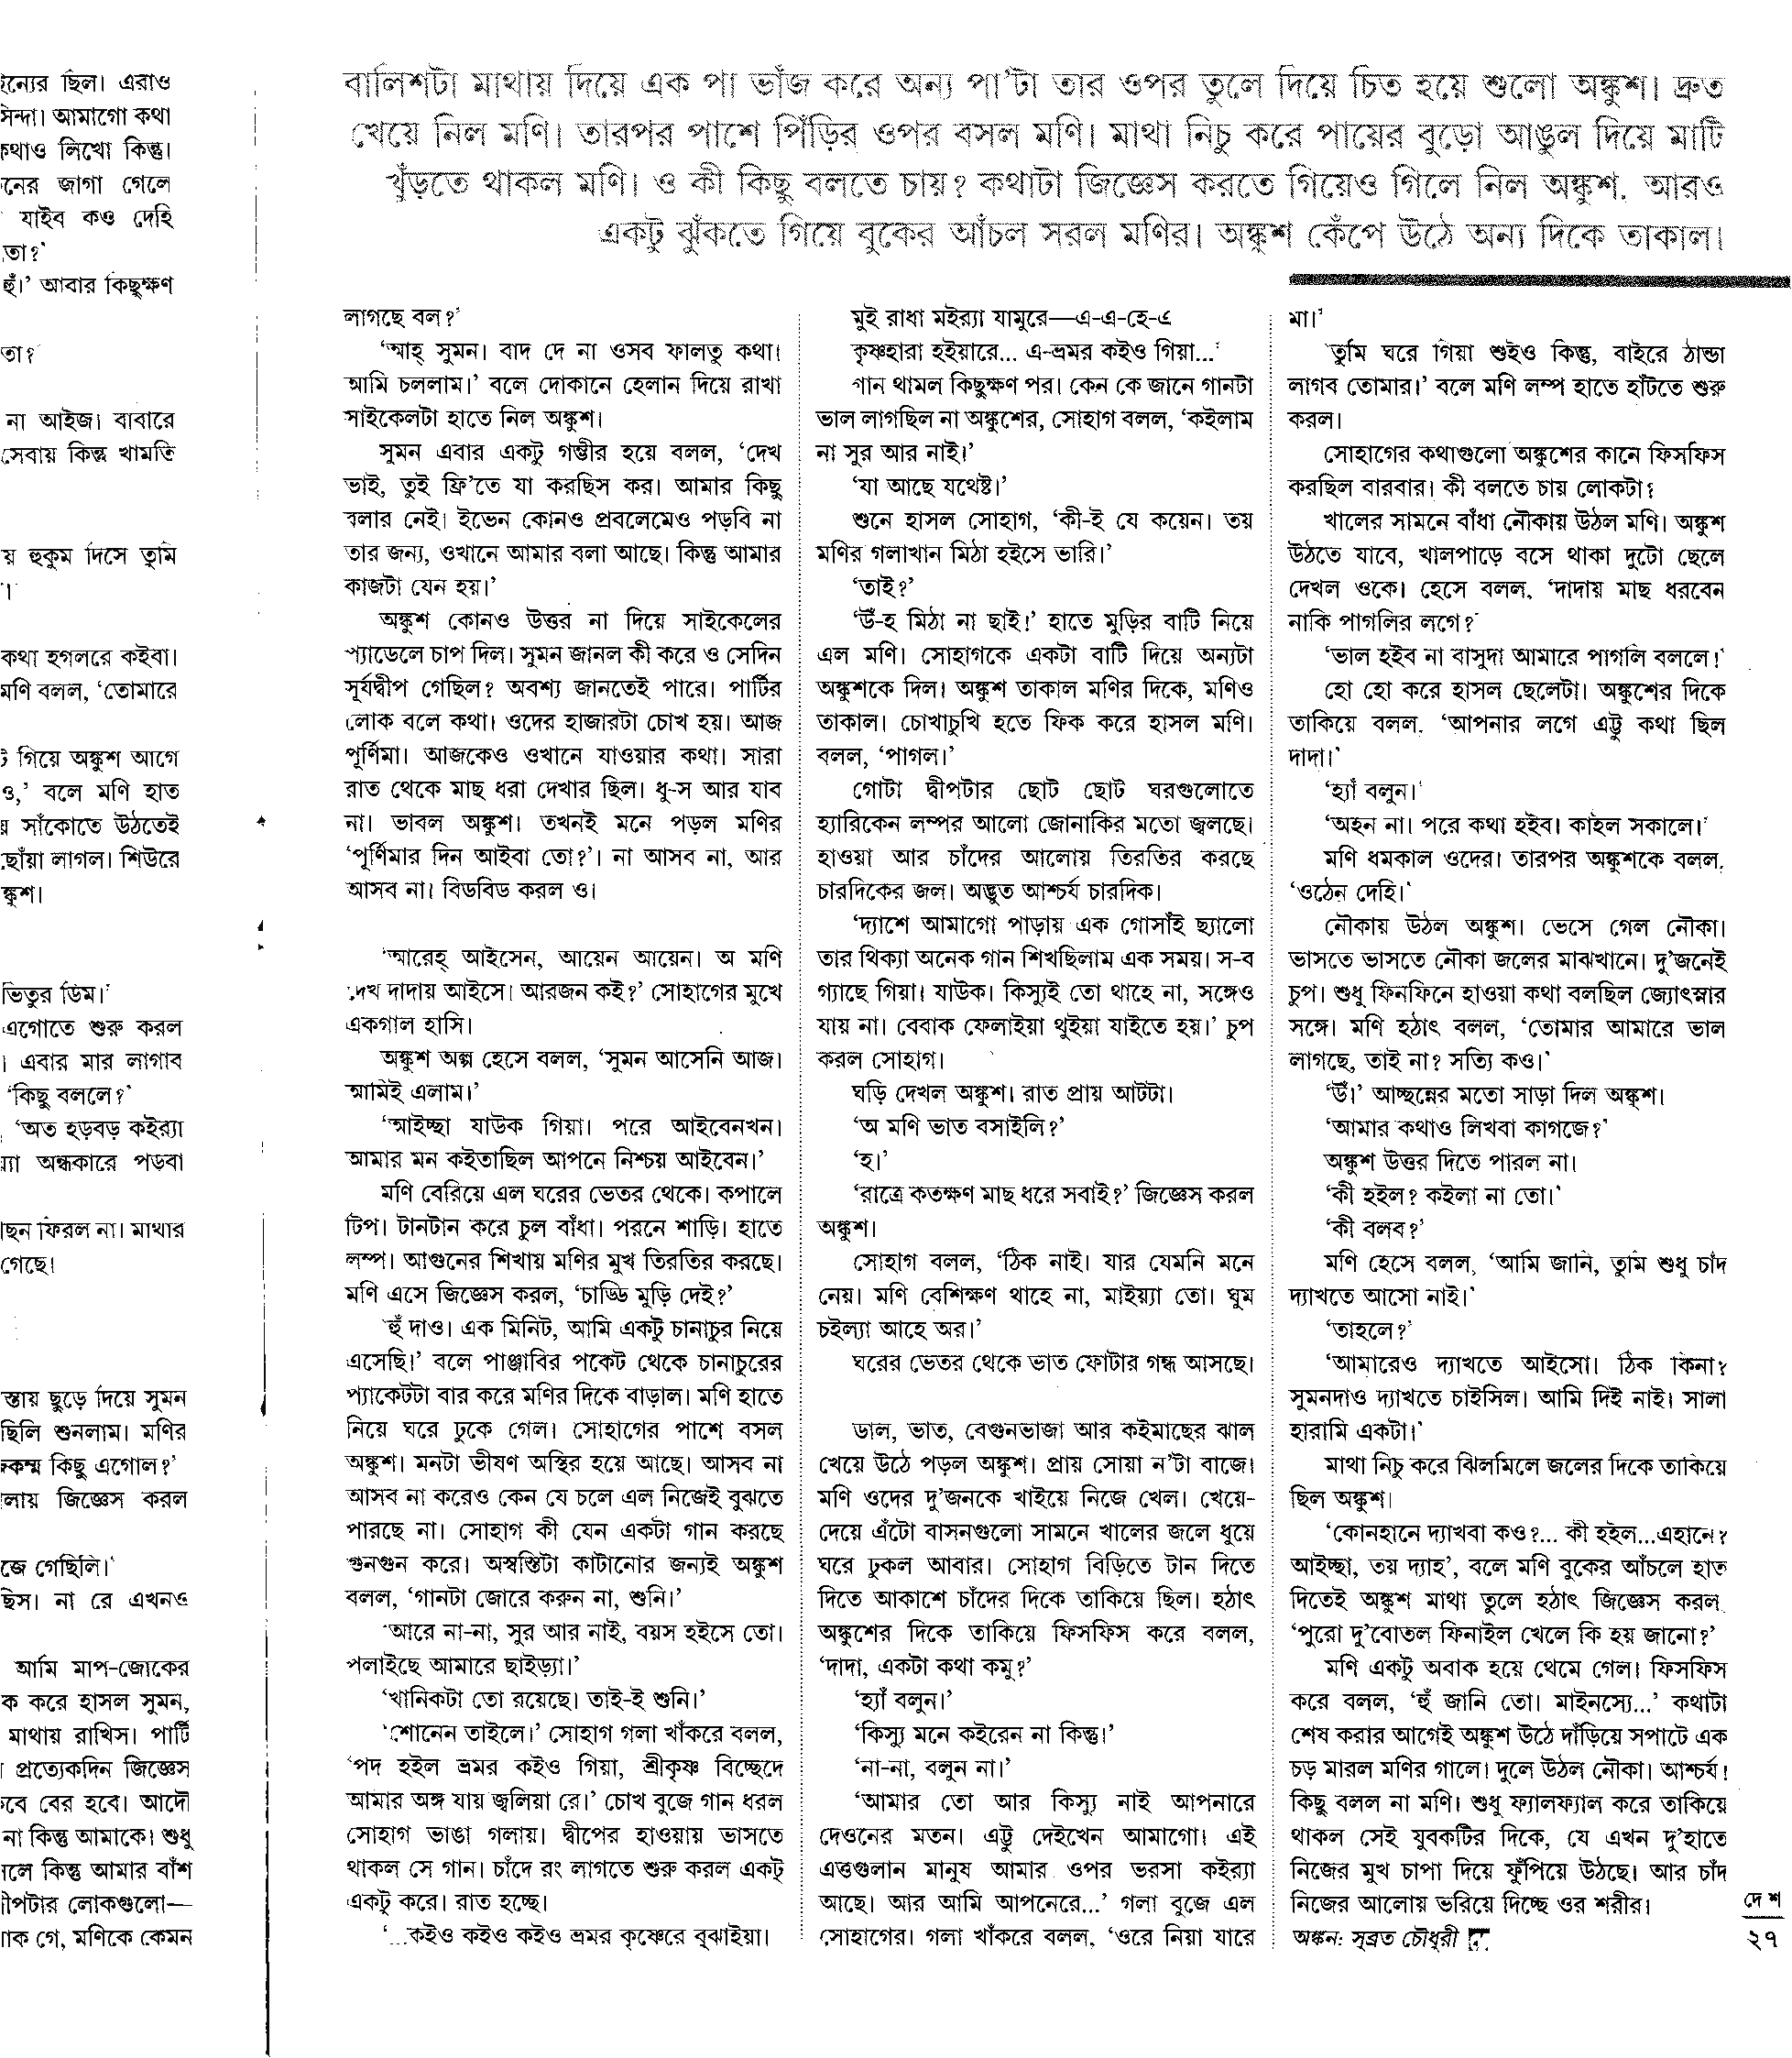 ইন্যের ছিল। এরাও
সিন্দা। আমাগো কথা
কথাও লিখো কিন্তু।
নের জাগা গেলে
যাইব কও দেহি
তা?'
হুঁ।' আবার কিছুক্ষণ
তা?'
না আইজ। বাবারে
সেবায় কিন্তু খামতি
য় হুকুম দিসে তুমি
।'
কথা হগলরে কইবা।
মণি বলল, ‘তোমারে
গিয়ে অঙ্কুশ আগে
ও,' বলে মণি হাত
সাঁকোতে উঠতেই
ছোঁয়া লাগল। শিউরে
ঙ্কুশ।
ভিতুর ডিম।'
এগোতে শুরু করল
। এবার মার লাগাব
‘কিছু বললে?'
‘অত হড়বড় কইর‍্যা
য়্যা অন্ধকারে পড়বা
ছন ফিরল না। মাথার
গেছে।
স্তায় ছুড়ে দিয়ে সুমন
ছিলি শুনলাম। মণির
জকম্ম কিছু এগোল?'
লায় জিজ্ঞেস করল
জে গেছিলি।'
ছিস। না রে এখনও
আমি মাপ-জোকের
ক করে হাসল সুমন,
মাথায় রাখিস। পার্টি
প্রত্যেকদিন জিজ্ঞেস
বে বের হবে। আদৌ
না কিন্তু আমাকে। শুধু
লে কিন্তু আমার বাঁশ
দীপটার লোকগুলো—
াক গে, মণিকে কেমন
বালিশটা মাথায় দিয়ে এক পা ভাঁজ করে অন্য পা'টা তার ওপর তুলে দিয়ে চিত হয়ে শুলো অঙ্কুশ। দ্রুত
খেয়ে নিল মণি। তারপর পাশে পিঁড়ির ওপর বসল মণি। মাথা নিচু করে পায়ের বুড়ো আঙুল দিয়ে মাটি
খুঁড়তে থাকল মণি। ও কী কিছু বলতে চায়? কথাটা জিজ্ঞেস করতে গিয়েও গিলে নিল অঙ্কুশ. আরও
একটু ঝুঁকতে গিয়ে বুকের আঁচল সরল মণির। অঙ্কুশ কেঁপে উঠে অন্য দিকে তাকাল।
লাগছে বল?'
‘আহ্ সুমন। বাদ দে না ওসব ফালতু কথা।
আমি চললাম।' বলে দোকানে হেলান দিয়ে রাখা
সাইকেলটা হাতে নিল অঙ্কুশ।
সুমন এবার একটু গম্ভীর হয়ে বলল, ‘দেখ
ভাই, তুই ফ্রি'তে যা করছিস কর। আমার কিছু
বলার নেই। ইভেন কোনও প্রবলেমেও পড়বি না
তার জন্য, ওখানে আমার বলা আছে। কিন্তু আমার
কাজটা যেন হয়।'
অঙ্কুশ কোনও উত্তর না দিয়ে সাইকেলের
প্যাডেলে চাপ দিল। সুমন জানল কী করে ও সেদিন
সূর্যদ্বীপ গেছিল? অবশ্য জানতেই পারে। পার্টির
লোক বলে কথা। ওদের হাজারটা চোখ হয়। আজ
পূর্ণিমা। আজকেও ওখানে যাওয়ার কথা। সারা
রাত থেকে মাছ ধরা দেখার ছিল। ধু-স আর যাব
না। ভাবল অঙ্কুশ। তখনই মনে পড়ল মণির
‘পূর্ণিমার দিন আইবা তো?'। না আসব না, আর
আসব না। বিডবিড করল ও।
‘আরেহ্ আইসেন, আয়েন আয়েন। অ মণি
দেখ দাদায় আইসে। আরজন কই?' সোহাগের মুখে
একগাল হাসি।
অঙ্কুশ অল্প হেসে বলল, ‘সুমন আসেনি আজ।
আমিই এলাম।'
‘আইচ্ছা যাউক গিয়া। পরে আইবেনখন।
আমার মন কইতাছিল আপনে নিশ্চয় আইবেন।'
মণি বেরিয়ে এল ঘরের ভেতর থেকে। কপালে
টিপ। টানটান করে চুল বাঁধা। পরনে শাড়ি। হাতে
লম্প। আগুনের শিখায় মণির মুখ তিরতির করছে।
মণি এসে জিজ্ঞেস করল, ‘চাড্ডি মুড়ি দেই?'
‘হুঁ দাও। এক মিনিট, আমি একটু চানাচুর নিয়ে
এসেছি।' বলে পাঞ্জাবির পকেট থেকে চানাচুরের
প্যাকেটটা বার করে মণির দিকে বাড়াল। মণি হাতে
নিয়ে ঘরে ঢুকে গেল। সোহাগের পাশে বসল
অঙ্কুশ। মনটা ভীষণ অস্থির হয়ে আছে। আসব না
আসব না করেও কেন যে চলে এল নিজেই বুঝতে
পারছে না। সোহাগ কী যেন একটা গান করছে
গুনগুন করে। অস্বস্তিটা কাটানোর জন্যই অঙ্কুশ
বলল, ‘গানটা জোরে করুন না, শুনি।'
‘আরে না-না, সুর আর নাই, বয়স হইসে তো।
পলাইছে আমারে ছাইড়্যা।'
‘খানিকটা তো রয়েছে। তাই-ই শুনি।'
‘শোনেন তাইলে।' সোহাগ গলা খাঁকরে বলল,
‘পদ হইল ভ্রমর কইও গিয়া, শ্রীকৃষ্ণ বিচ্ছেদে
আমার অঙ্গ যায় জ্বলিয়া রে।' চোখ বুজে গান ধরল
সোহাগ ভাঙা গলায়। দ্বীপের হাওয়ায় ভাসতে
থাকল সে গান। চাঁদে রং লাগতে শুরু করল একটু
একটু করে। রাত হচ্ছে।
‘...কইও কইও কইও ভ্রমর কৃষ্ণেরে বুঝাইয়া।
মুই রাধা মইর‍্যা যামুরে—এ-এ-হে-এ
কৃষ্ণহারা হইয়ারে... এ-ভ্রমর কইও গিয়া...'
গান থামল কিছুক্ষণ পর। কেন কে জানে গানটা
ভাল লাগছিল না অঙ্কুশের, সোহাগ বলল, ‘কইলাম
না সুর আর নাই।'
‘যা আছে যথেষ্ট।'
শুনে হাসল সোহাগ, ‘কী-ই যে কয়েন। তয়
মণির গলাখান মিঠা হইসে ভারি।'
‘তাই?'
‘উঁ-হ মিঠা না ছাই!' হাতে মুড়ির বাটি নিয়ে
এল মণি। সোহাগকে একটা বাটি দিয়ে অন্যটা
অঙ্কুশকে দিল। অঙ্কুশ তাকাল মণির দিকে, মণিও
তাকাল। চোখাচুখি হতে ফিক করে হাসল মণি।
বলল, ‘পাগল।'
গোটা দ্বীপটার ছোট ছোট ঘরগুলোতে
হ্যারিকেন লম্পর আলো জোনাকির মতো জ্বলছে।
হাওয়া আর চাঁদের আলোয় তিরতির করছে
চারদিকের জল। অদ্ভুত আশ্চর্য চারদিক।
‘দ্যাশে আমাগো পাড়ায় এক গোসাঁই ছ্যালো
তার থিক্যা অনেক গান শিখছিলাম এক সময়। স-ব
গ্যাছে গিয়া। যাউক। কিস্যুই তো থাহে না, সঙ্গেও
যায় না। বেবাক ফেলাইয়া থুইয়া যাইতে হয়।' চুপ
করল সোহাগ।
ঘড়ি দেখল অঙ্কুশ। রাত প্রায় আটটা।
‘অ মণি ভাত বসাইলি?'
‘হ।'
‘রাত্রে কতক্ষণ মাছ ধরে সবাই?' জিজ্ঞেস করল
অঙ্কুশ।
সোহাগ বলল, ‘ঠিক নাই। যার যেমনি মনে
নেয়। মণি বেশিক্ষণ থাহে না, মাইয়্যা তো। ঘুম
চইল্যা আহে অর।'
ঘরের ভেতর থেকে ভাত ফোটার গন্ধ আসছে।
ডাল, ভাত, বেগুনভাজা আর কইমাছের ঝাল
খেয়ে উঠে পড়ল অঙ্কুশ। প্রায় সোয়া ন'টা বাজে।
মণি ওদের দু'জনকে খাইয়ে নিজে খেল। খেয়ে-
দেয়ে এঁটো বাসনগুলো সামনে খালের জলে ধুয়ে
ঘরে ঢুকল আবার। সোহাগ বিড়িতে টান দিতে
দিতে আকাশে চাঁদের দিকে তাকিয়ে ছিল। হঠাৎ
অঙ্কুশের দিকে তাকিয়ে ফিসফিস করে বলল,
‘দাদা, একটা কথা কমু?'
‘হ্যাঁ বলুন।'
‘কিস্যু মনে কইরেন না কিন্তু।'
‘না-না, বলুন না।'
‘আমার তো আর কিস্যু নাই আপনারে
দেওনের মতন। এট্টু দেইখেন আমাগো। এই
এত্তগুলান মানুষ আমার ওপর ভরসা কইর‍্যা
আছে। আর আমি আপনেরে...' গলা বুজে এল
সোহাগের। গলা খাঁকরে বলল, ‘ওরে নিয়া যারে
মা।'
‘তুমি ঘরে গিয়া শুইও কিন্তু, বাইরে ঠান্ডা
লাগব তোমার।' বলে মণি লম্প হাতে হাঁটতে শুরু
করল।
সোহাগের কথাগুলো অঙ্কুশের কানে ফিসফিস
করছিল বারবার। কী বলতে চায় লোকটা?
খালের সামনে বাঁধা নৌকায় উঠল মণি। অঙ্কুশ
উঠতে যাবে, খালপাড়ে বসে থাকা দুটো ছেলে
দেখল ওকে। হেসে বলল, ‘দাদায় মাছ ধরবেন
নাকি পাগলির লগে?'
‘ভাল হইব না বাসুদা আমারে পাগলি বললে!'
হো হো করে হাসল ছেলেটা। অঙ্কুশের দিকে
তাকিয়ে বলল, ‘আপনার লগে এট্টু কথা ছিল
দাদা।'
‘হ্যাঁ বলুন।'
‘অহন না। পরে কথা হইব। কাইল সকালে।'
মণি ধমকাল ওদের। তারপর অঙ্কুশকে বলল,
‘ওঠেন দেহি।'
নৌকায় উঠল অঙ্কুশ। ভেসে গেল নৌকা।
ভাসতে ভাসতে নৌকা জলের মাঝখানে। দু'জনেই
চুপ। শুধু ফিনফিনে হাওয়া কথা বলছিল জ্যোৎস্নার
সঙ্গে। মণি হঠাৎ বলল, ‘তোমার আমারে ভাল
লাগছে, তাই না? সত্যি কও।'
‘উঁ।' আচ্ছন্নের মতো সাড়া দিল অঙ্কুশ।
‘আমার কথাও লিখবা কাগজে?'
অঙ্কুশ উত্তর দিতে পারল না।
‘কী হইল? কইলা না তো।'
‘কী বলব?'
মণি হেসে বলল, ‘আমি জানি, তুমি শুধু চাঁদ
দ্যাখতে আসো নাই।'
‘তাহলে?'
‘আমারেও দ্যাখতে আইসো। ঠিক কিনা?
সুমনদাও দ্যাখতে চাইসিল। আমি দিই নাই। সালা
হারামি একটা।'
মাথা নিচু করে ঝিলমিলে জলের দিকে তাকিয়ে
ছিল অঙ্কুশ।
‘কোনহানে দ্যাখবা কও?... কী হইল...এহানে?
আইচ্ছা, তয় দ্যাহ', বলে মণি বুকের আঁচলে হাত
দিতেই অঙ্কুশ মাথা তুলে হঠাৎ জিজ্ঞেস করল,
‘পুরো দু'বোতল ফিনাইল খেলে কি হয় জানো?'
মণি একটু অবাক হয়ে থেমে গেল। ফিসফিস
করে বলল, ‘হুঁ জানি তো। মাইনস্যে...' কথাটা
শেষ করার আগেই অঙ্কুশ উঠে দাঁড়িয়ে সপাটে এক
চড় মারল মণির গালে। দুলে উঠল নৌকা। আশ্চর্য!
কিছু বলল না মণি। শুধু ফ্যালফ্যাল করে তাকিয়ে
থাকল সেই যুবকটির দিকে, যে এখন দু'হাতে
নিজের মুখ চাপা দিয়ে ফুঁপিয়ে উঠছে। আর চাঁদ
নিজের আলোয় ভরিয়ে দিচ্ছে ওর শরীর।
অঙ্কন: সুব্রত চৌধুরী
দেশ
২৭